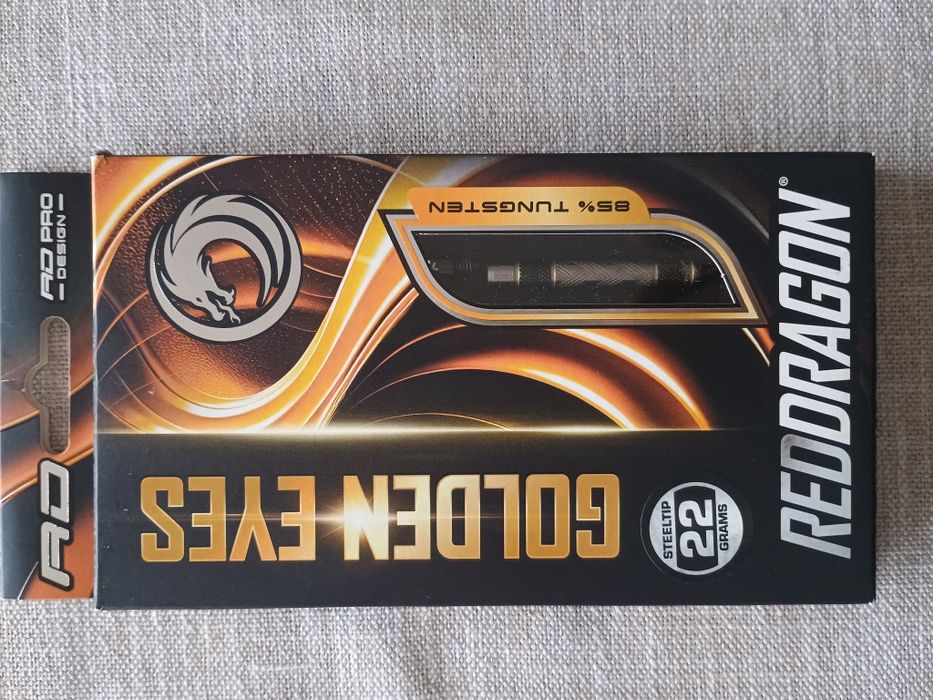 RD
RD PRO
DESIGN
REDDRAGON®
85% TUNGSTEN
GOLDEN EYES
STEELTIP
22
GRAMS